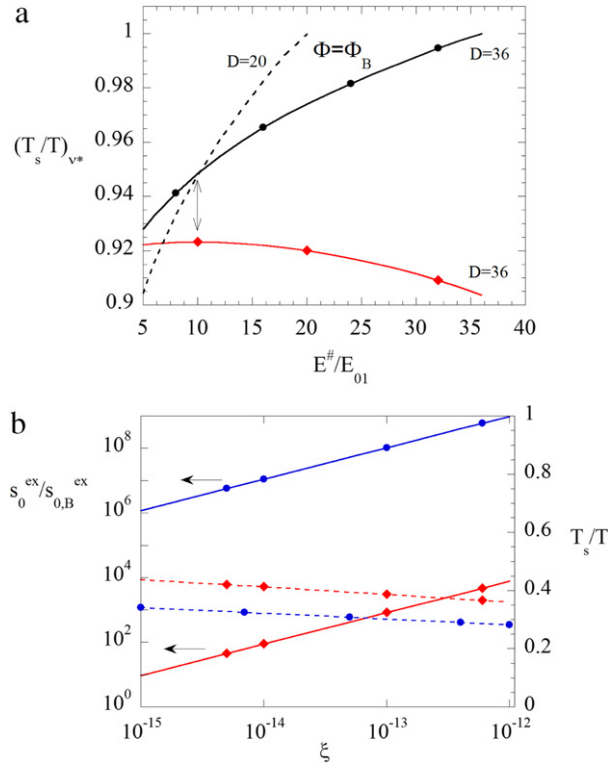 a
1
0.98
0.96
0.94
0.92
0.9
(T_s/T)_ν*
D=20
Φ=Φ_B
D=36
D=36
5 10 15 20 25 30 35 40
E^#/E_01
b
10^8
10^6
10^4
10^2
10^0
s_0^ex/s_0,B^ex
1
0.8
0.6
0.4
0.2
0
T_s/T
10^-15 10^-14 10^-13 10^-12
ξ